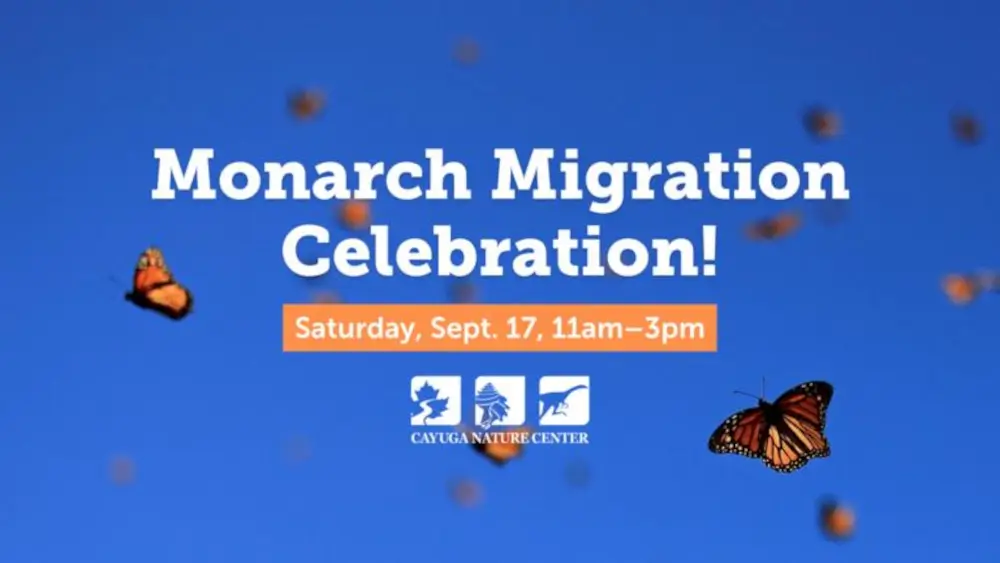 Monarch Migration
Celebration!
Saturday, Sept. 17, 11am–3pm
CAYUGA NATURE CENTER